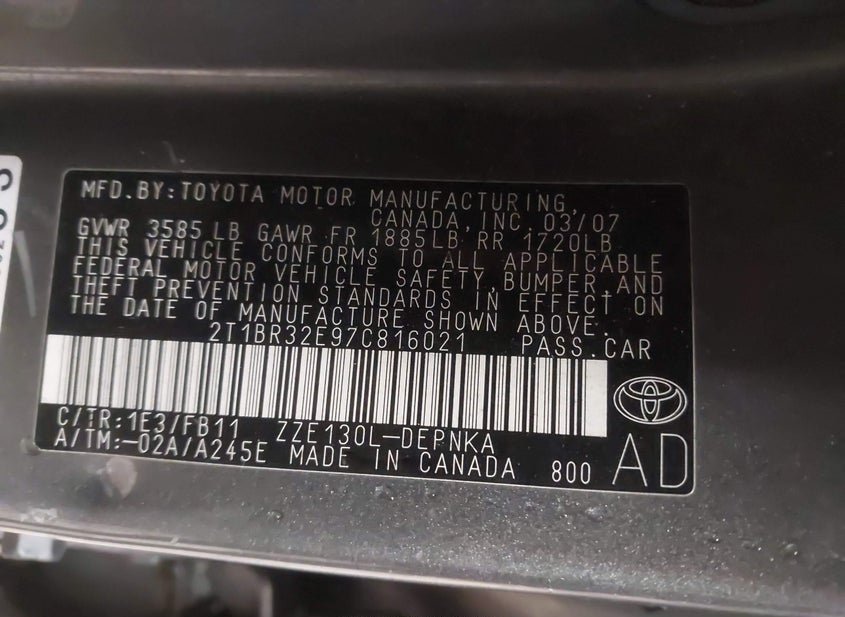 MFD.BY:TOYOTA MOTOR MANUFACTURING,
CANADA,INC. 03/07
GVWR 3585LB GAWR FR 1885LB RR 1720LB
THIS VEHICLE CONFORMS TO ALL APPLICABLE
FEDERAL MOTOR VEHICLE SAFETY,BUMPER,AND
THEFT PREVENTION STANDARDS IN EFFECT ON
THE DATE OF MANUFACTURE SHOWN ABOVE.
2T1BR32E97C816021 PASS.CAR
C/TR:1E3/FB11 ZZE130L-DEPNKA
A/TM:-02A/A245E MADE IN CANADA 800 AD